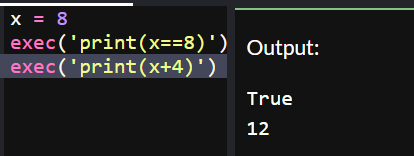 x = 8
exec('print(x==8)')
exec('print(x+4)')
Output:
True
12